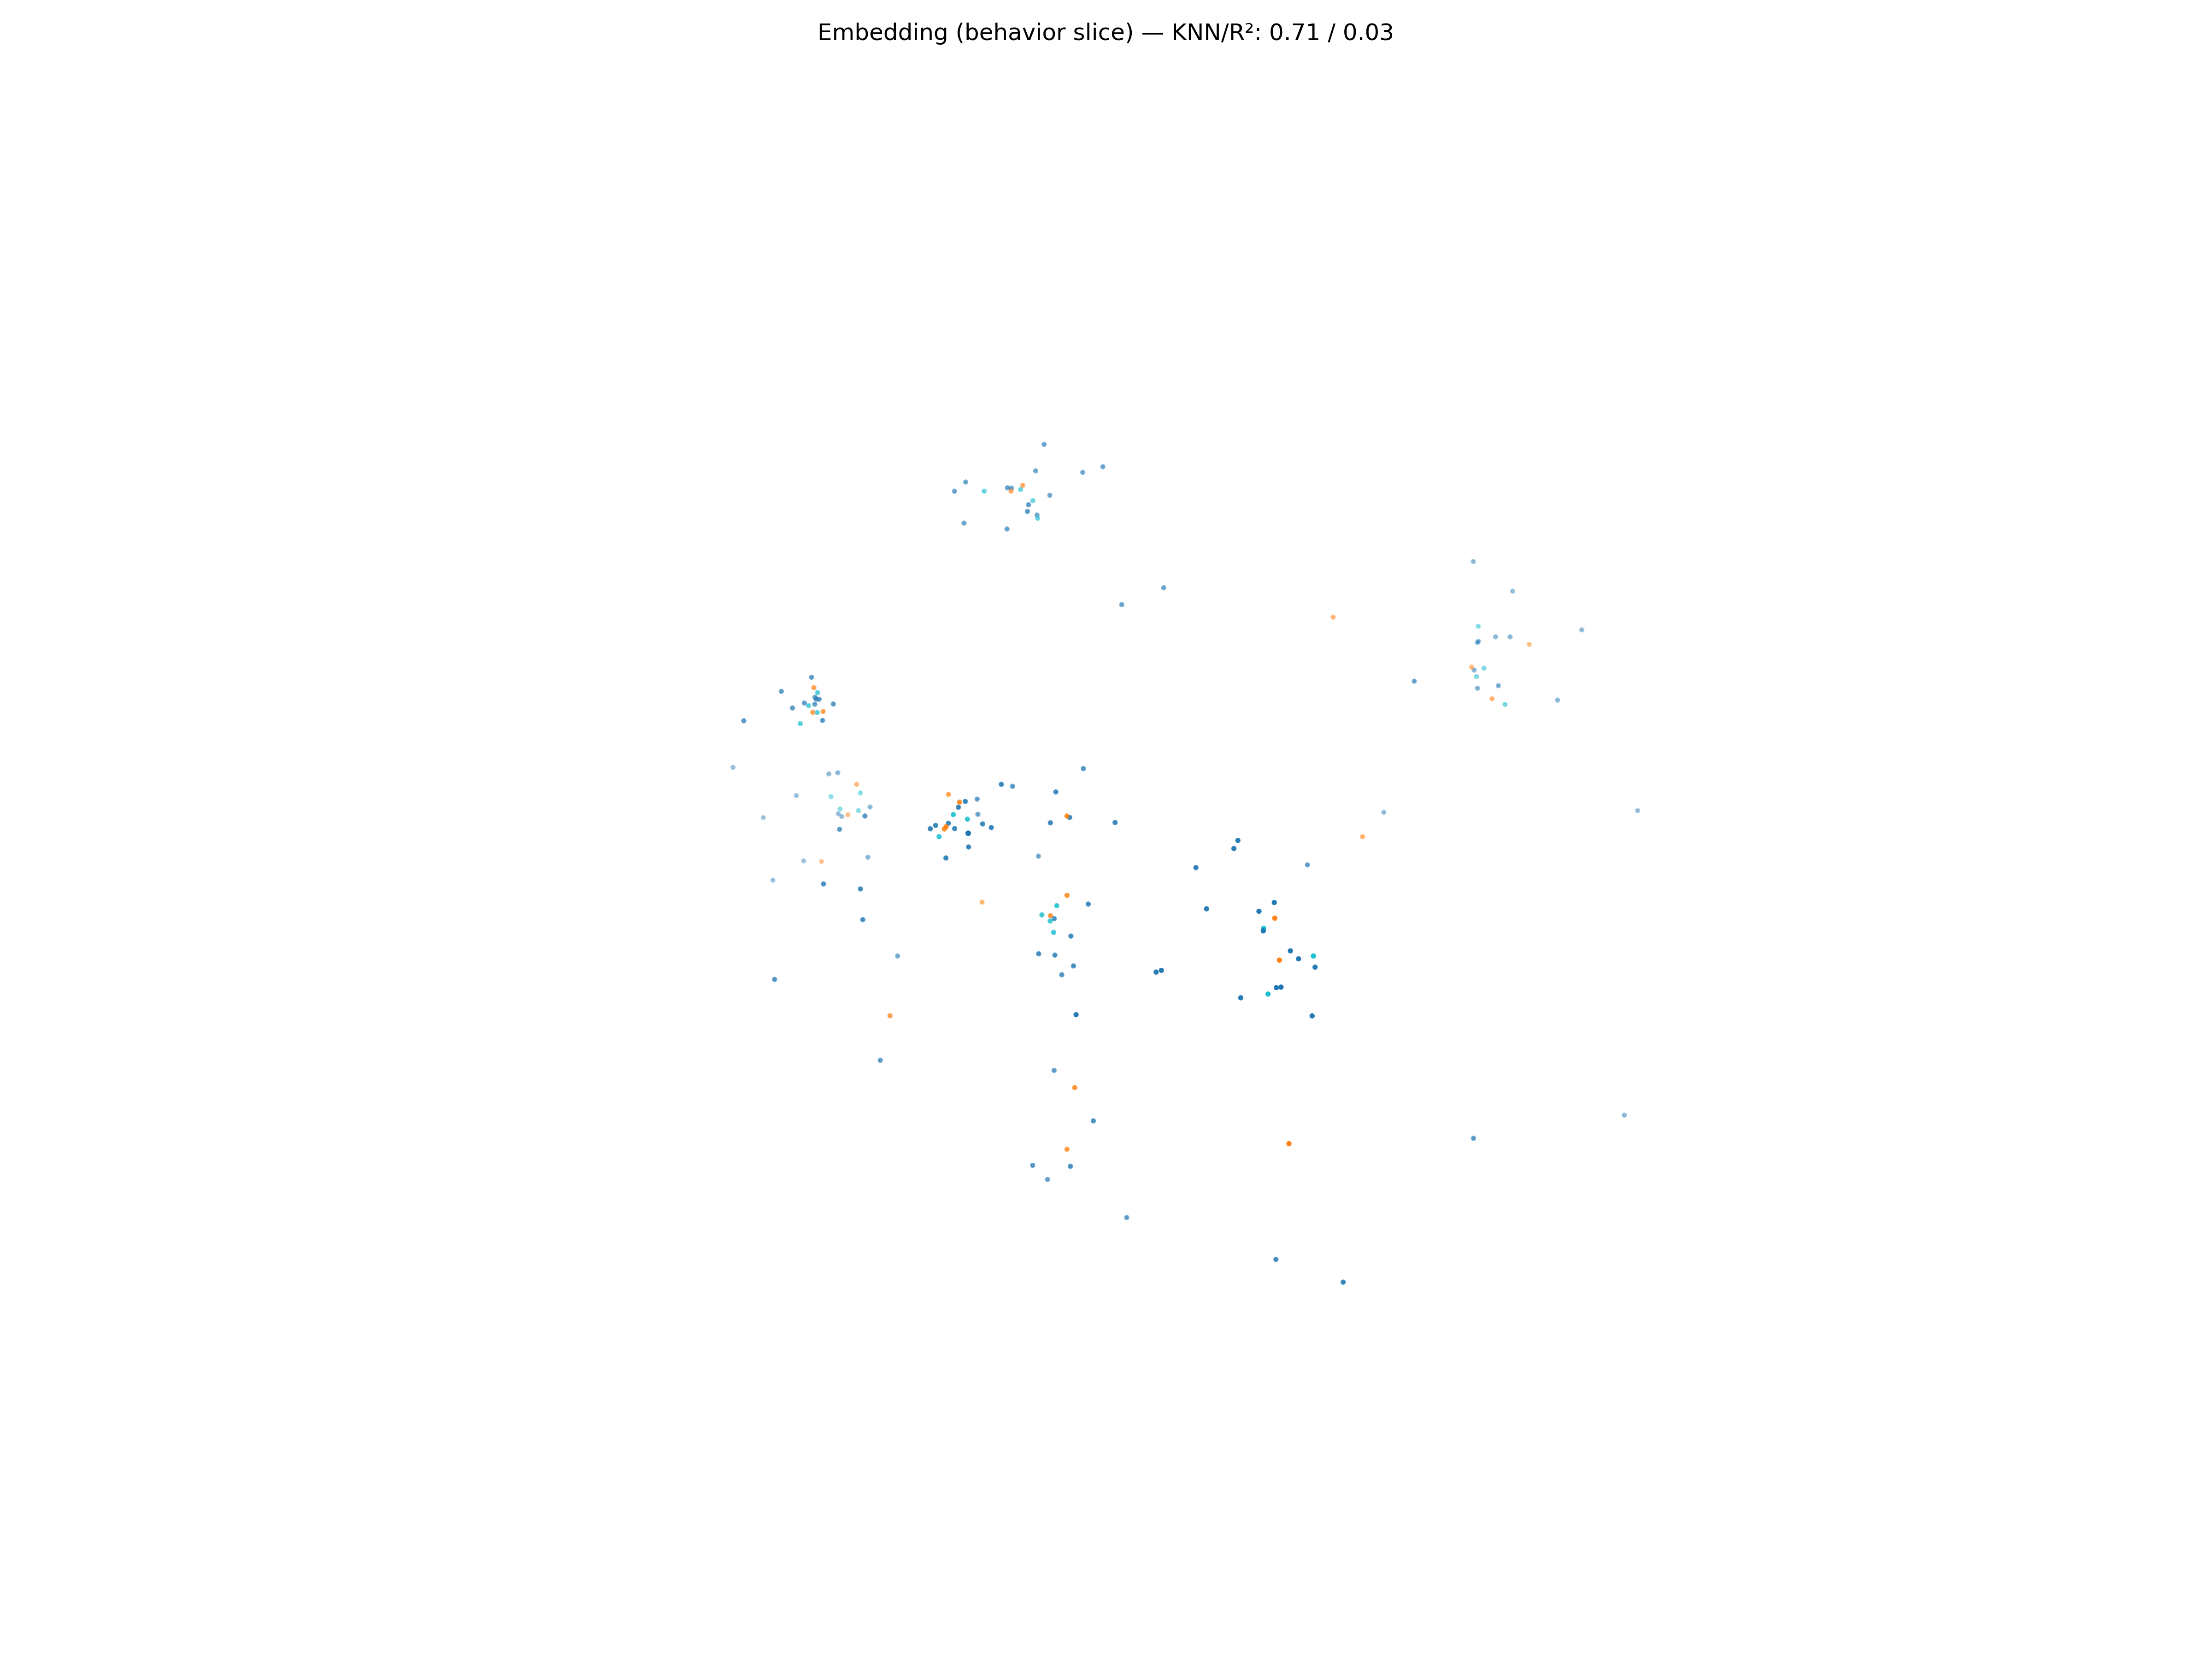 Embedding (behavior slice) — KNN/R²: 0.71 / 0.03